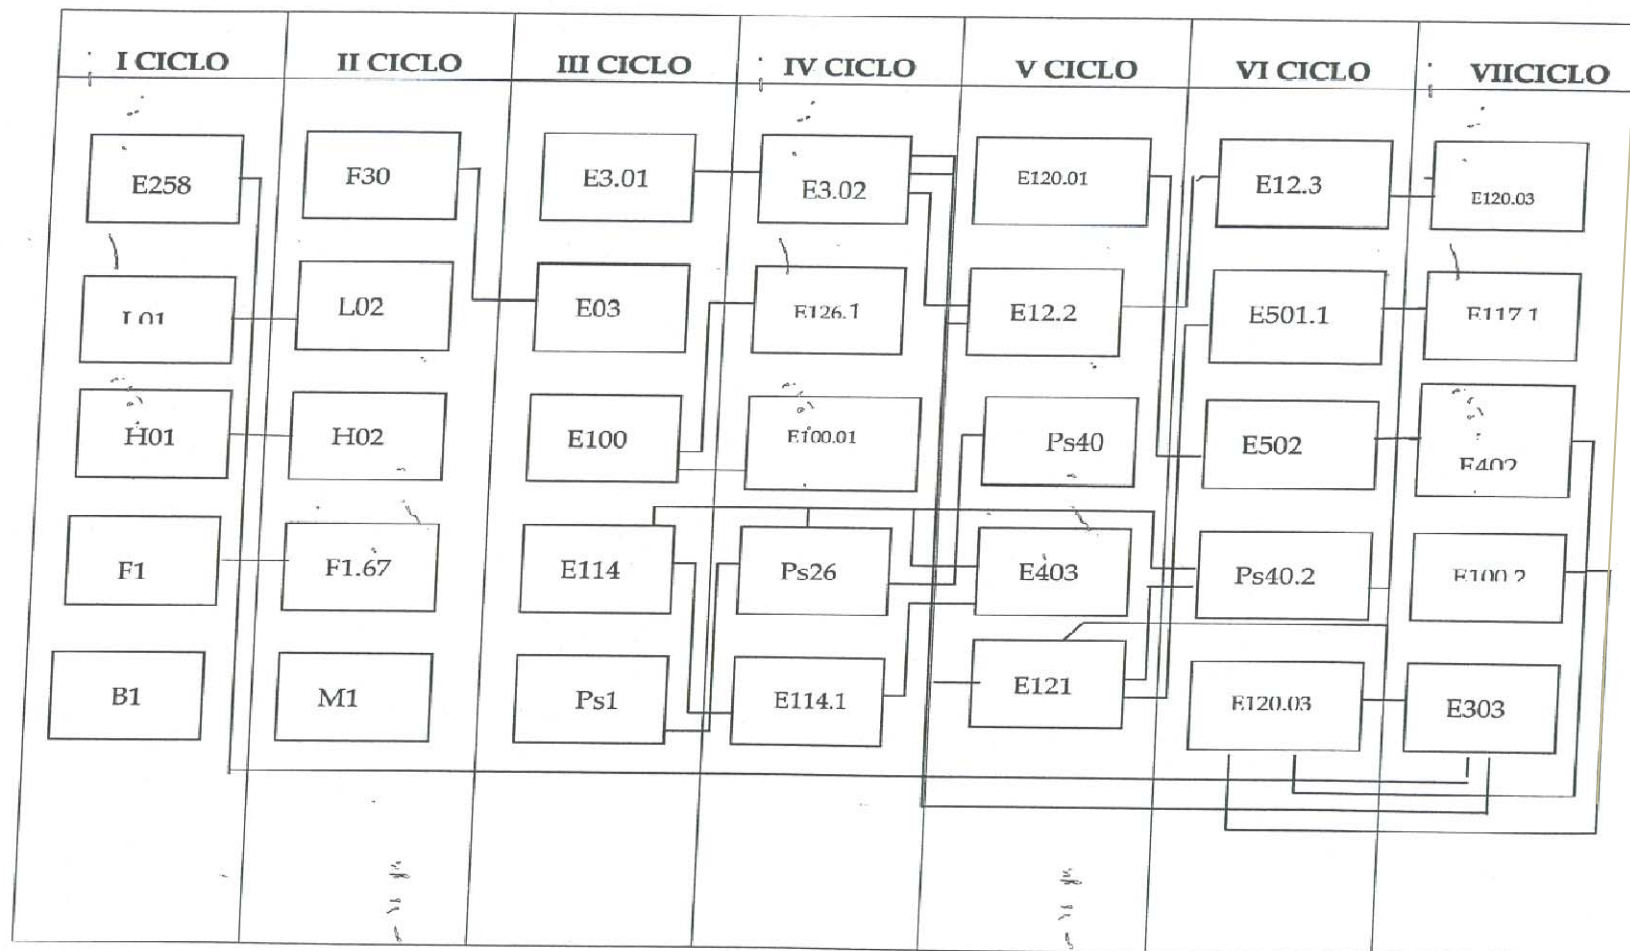 I CICLO II CICLO III CICLO IV CICLO V CICLO VI CICLO VIICICLO
E258 F30 E3.01 E3.02 E120.01 E12.3 E120.03
L01 L02 E03 E126.1 E12.2 E501.1 E117.1
H01 H02 E100 E100.01 Ps40 E502 E402
F1 F1.67 E114 Ps26 E403 Ps40.2 E100.2
B1 M1 Ps1 E114.1 E121 E120.03 E303